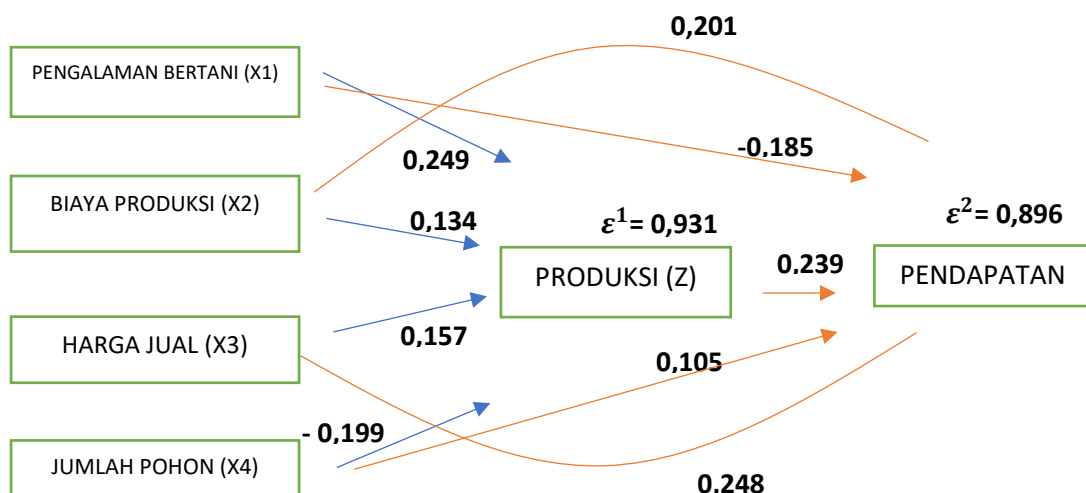 0,201
PENGALAMAN BERTANI (X1)
0,249
-0,185
BIAYA PRODUKSI (X2)
0,134
ε¹ = 0,931
ε² = 0,896
PRODUKSI (Z)
0,239
PENDAPATAN
HARGA JUAL (X3)
0,157
0,105
- 0,199
JUMLAH POHON (X4)
0,248